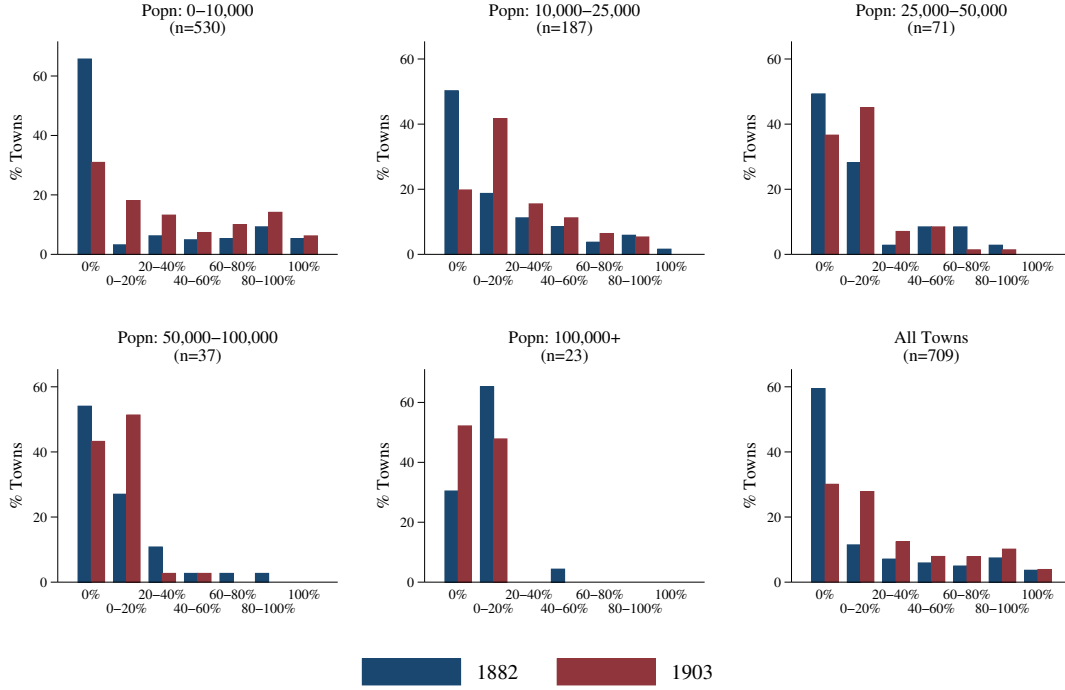 Popn: 0−10,000
(n=530)
% Towns
60
40
20
0
0% 20−40% 60−80% 100%
0−20% 40−60% 80−100%
Popn: 10,000−25,000
(n=187)
% Towns
60
40
20
0
0% 20−40% 60−80% 100%
0−20% 40−60% 80−100%
Popn: 25,000−50,000
(n=71)
% Towns
60
40
20
0
0% 20−40% 60−80% 100%
0−20% 40−60% 80−100%
Popn: 50,000−100,000
(n=37)
% Towns
60
40
20
0
0% 20−40% 60−80% 100%
0−20% 40−60% 80−100%
Popn: 100,000+
(n=23)
% Towns
60
40
20
0
0% 20−40% 60−80% 100%
0−20% 40−60% 80−100%
All Towns
(n=709)
% Towns
60
40
20
0
0% 20−40% 60−80% 100%
0−20% 40−60% 80−100%
1882 1903